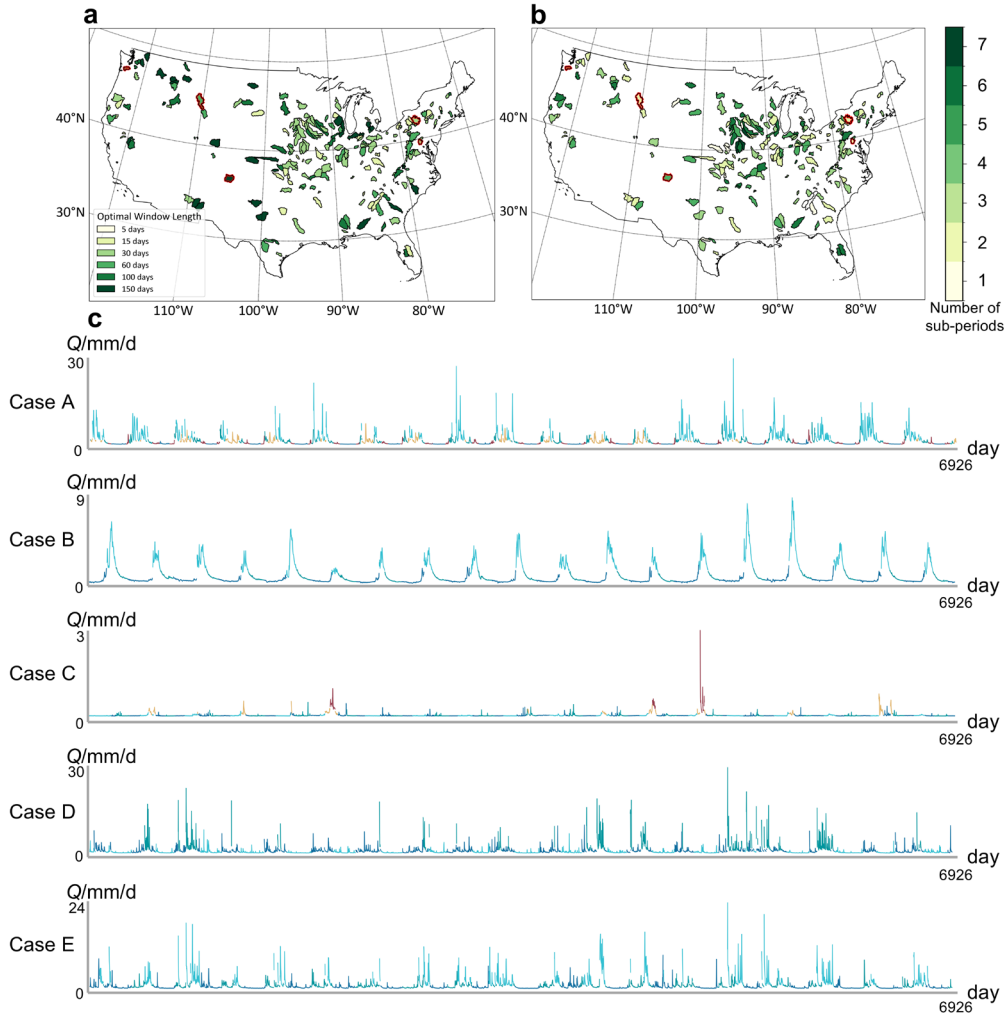 a
b
40°N
30°N
Optimal Window Length
5 days
15 days
30 days
60 days
100 days
150 days
110°W
100°W
90°W
80°W
40°N
30°N
110°W
100°W
90°W
80°W
7
6
5
4
3
2
1
Number of
sub-periods
c
Q/mm/d
30
Case A
0
day
6926
Q/mm/d
9
Case B
0
day
6926
Q/mm/d
3
Case C
0
day
6926
Q/mm/d
30
Case D
0
day
6926
Q/mm/d
24
Case E
0
day
6926